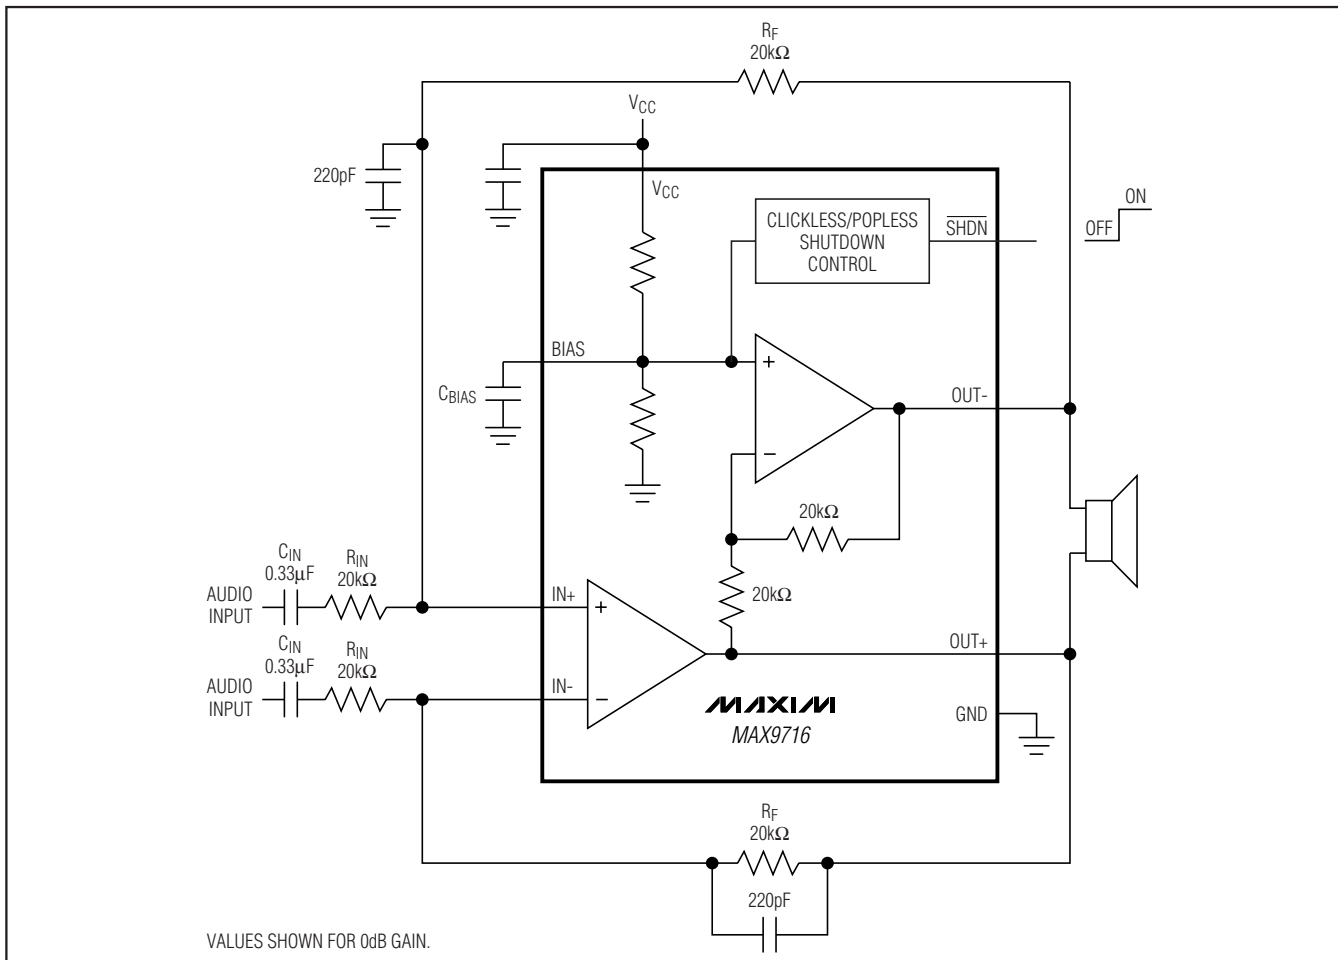 RF
20kΩ
VCC
220pF
VCC
CLICKLESS/POPLESS
SHUTDOWN
CONTROL
SHDN
OFF
ON
BIAS
CBIAS
+
−
OUT-
20kΩ
20kΩ
CIN
0.33µF
RIN
20kΩ
AUDIO
INPUT
IN+
+
CIN
0.33µF
RIN
20kΩ
AUDIO
INPUT
IN-
−
OUT+
MAXIM
MAX9716
GND
RF
20kΩ
220pF
VALUES SHOWN FOR 0dB GAIN.